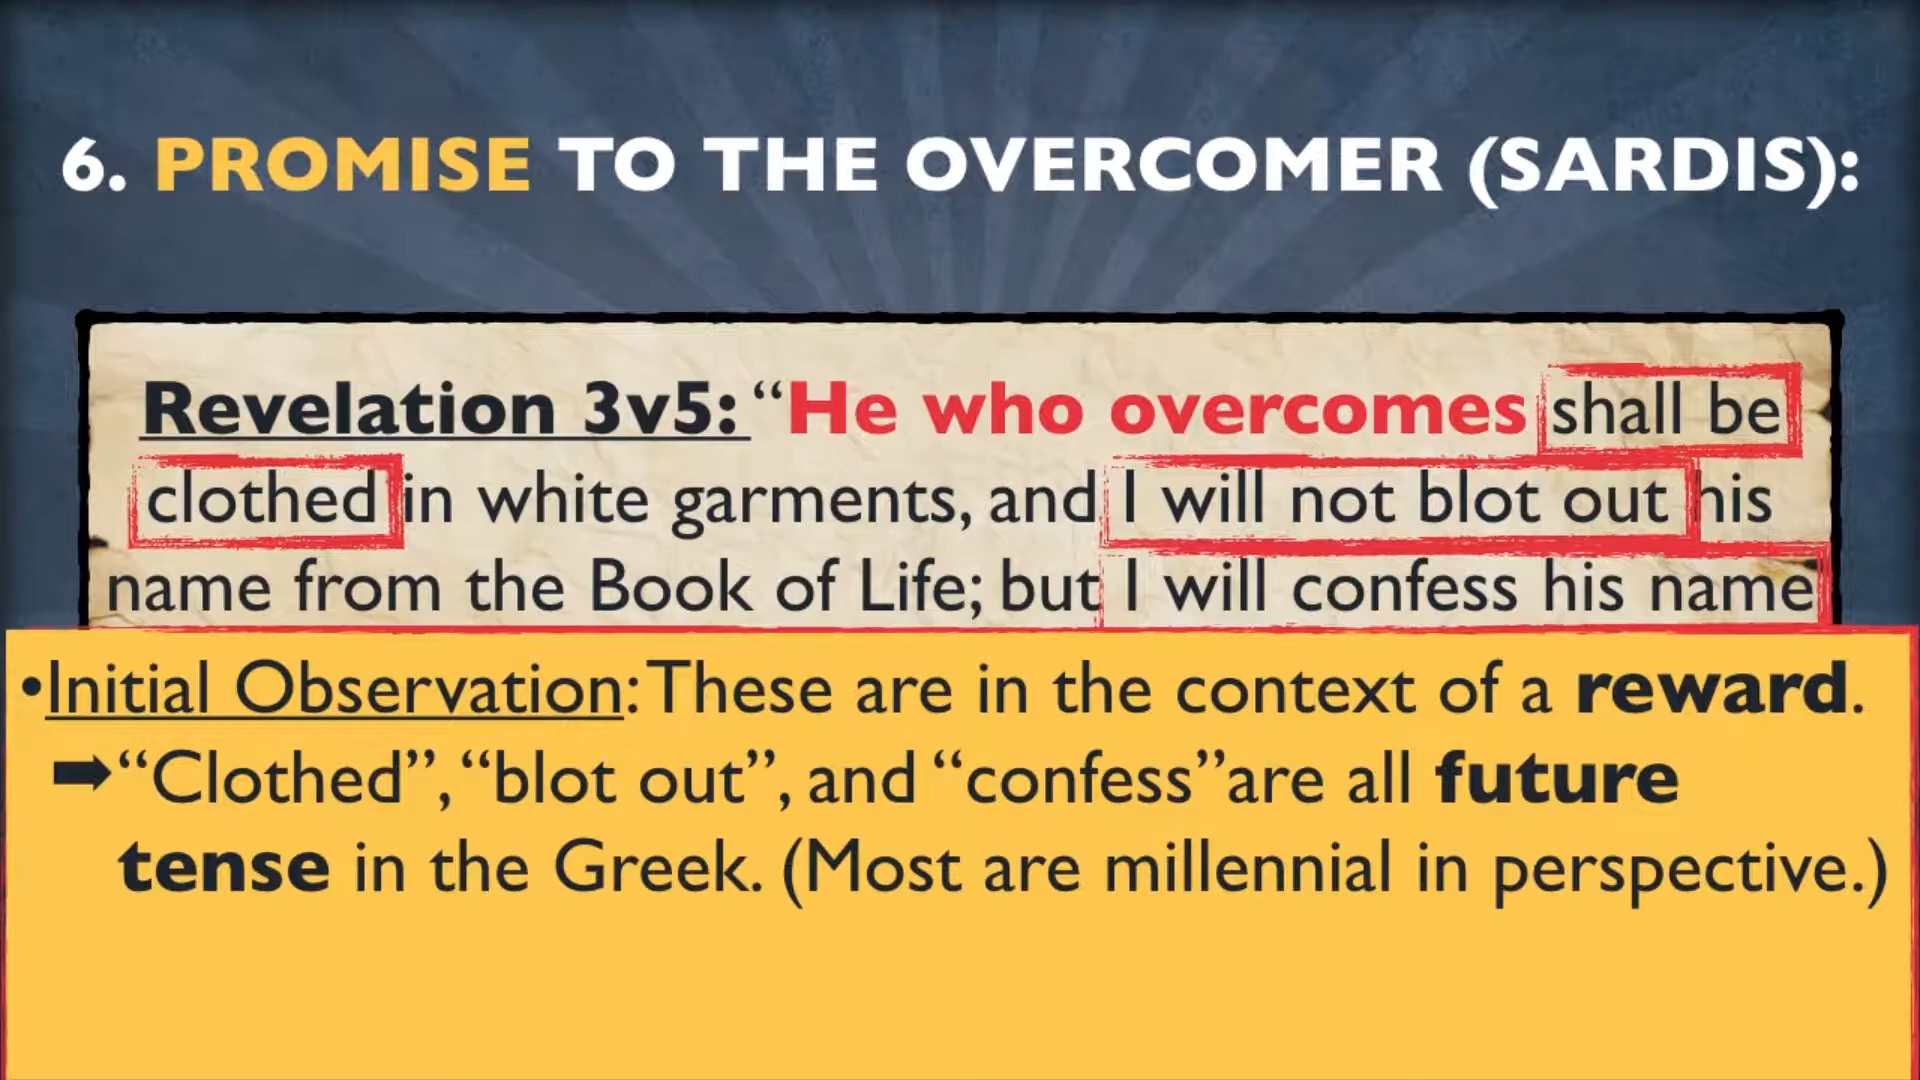 6. PROMISE TO THE OVERCOMER (SARDIS):
Revelation 3v5: “He who overcomes shall be
clothed in white garments, and I will not blot out his
name from the Book of Life; but I will confess his name
•Initial Observation: These are in the context of a reward.
➡“Clothed”, “blot out”, and “confess”are all future
tense in the Greek. (Most are millennial in perspective.)